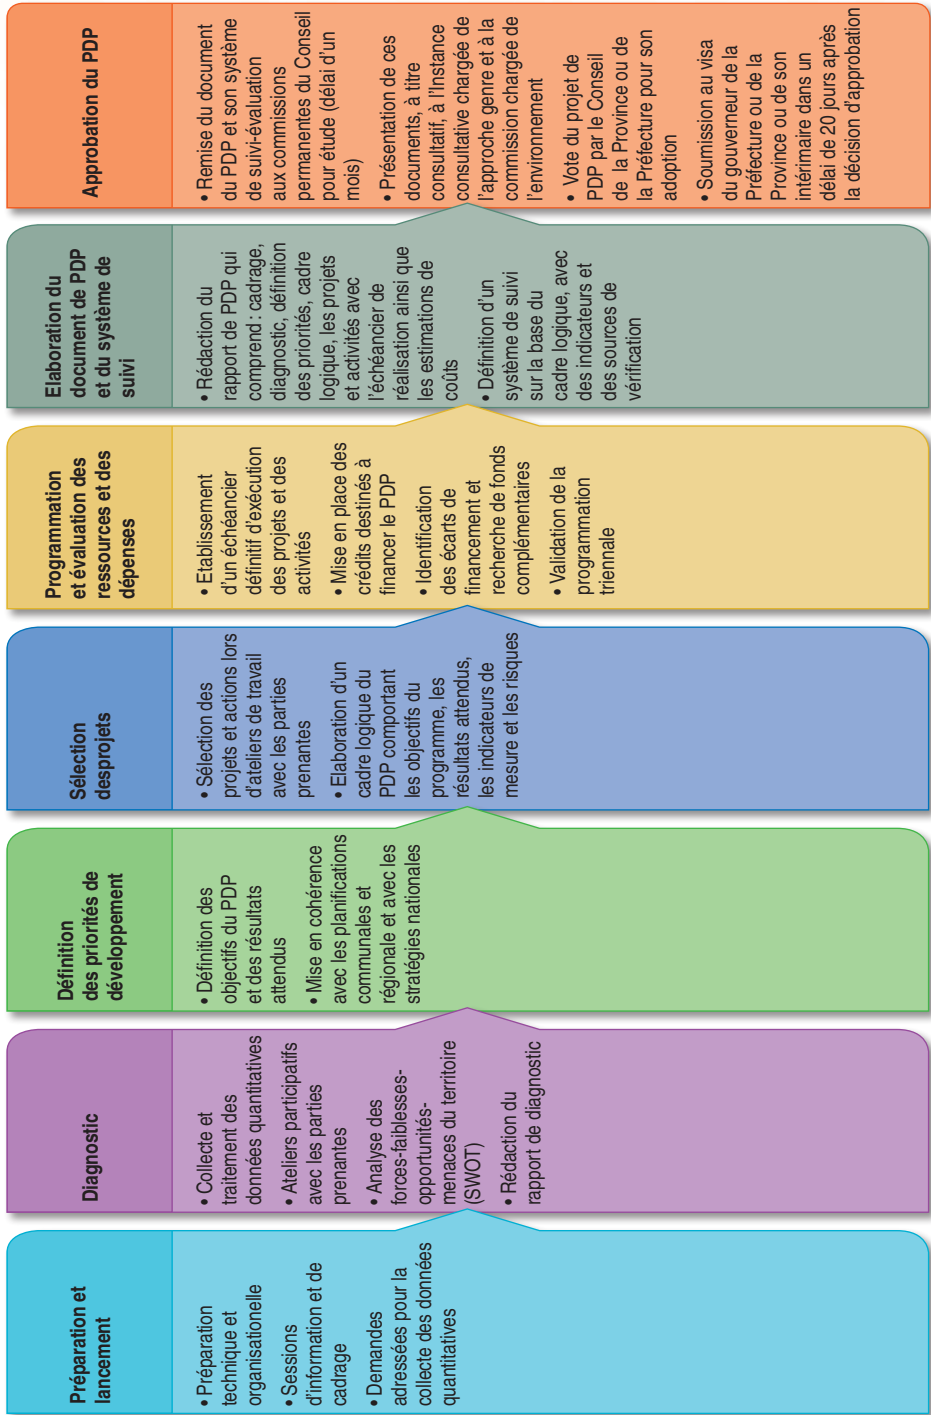 Préparation et
lancement
• Préparation
technique et
organisationelle
• Sessions
d'information et de
cadrage
• Demandes
adressées pour la
collecte des données
quantitatives
Diagnostic
• Collecte et
traitement des
données quantitatives
• Ateliers participatifs
avec les parties
prenantes
• Analyse des
forces-faiblesses-
opportunités-
menaces du territoire
(SWOT)
• Rédaction du
rapport de diagnostic
Définition
des priorités de
développement
• Définition des
objectifs du PDP
et des résultats
attendus
• Mise en cohérence
avec les planifications
communales et
régionale et avec les
stratégies nationales
Sélection
desprojets
• Sélection des
projets et actions lors
d'ateliers de travail
avec les parties
prenantes
• Elaboration d'un
cadre logique du
PDP comportant
les objectifs du
programme, les
résultats attendus,
les indicateurs de
mesure et les risques
Programmation
et évaluation des
ressources et des
dépenses
• Etablissement
d'un échéancier
définitif d'exécution
des projets et des
activités
• Mise en place des
crédits destinés à
financer le PDP
• Identification
des écarts de
financement et
recherche de fonds
complémentaires
• Validation de la
programmation
triennale
Elaboration du
document de PDP
et du système de
suivi
• Rédaction du
rapport de PDP qui
comprend : cadrage,
diagnostic, définition
des priorités, cadre
logique, les projets
et activités avec
l'échéancier de
réalisation ainsi que
les estimations de
coûts
• Définition d'un
système de suivi
sur la base du
cadre logique, avec
des indicateurs et
des sources de
vérification
Approbation du PDP
• Remise du document
du PDP et son système
de suivi-évaluation
aux commissions
permanentes du Conseil
pour étude (délai d'un
mois)
• Présentation de ces
documents, à titre
consultatif, à l'Instance
consultative chargée de
l'approche genre et à la
commission chargée de
l'environnement
• Vote du projet de
PDP par le Conseil
de la Province ou de
la Préfecture pour son
adoption
• Soumission au visa
du gouverneur de la
Préfecture ou de la
Province ou de son
intérimaire dans un
délai de 20 jours après
la décision d'approbation